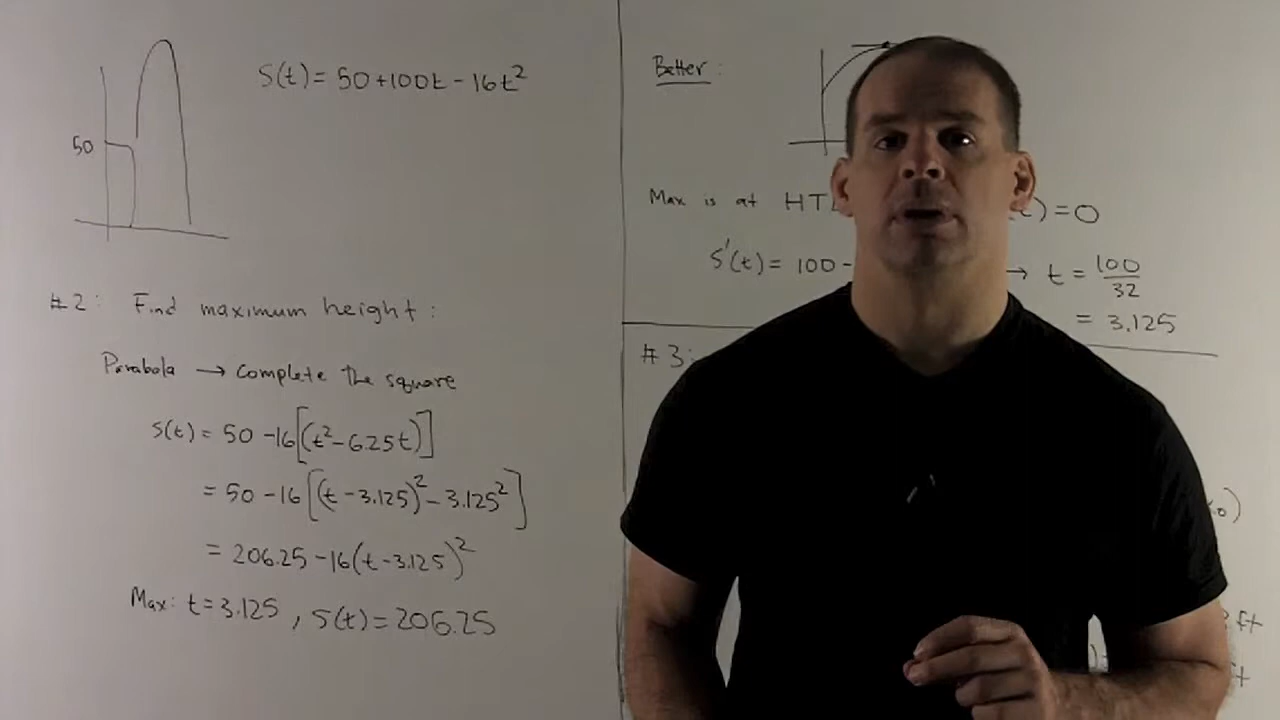 S(t) = 50 + 100t - 16t²
50
#2: Find maximum height:
Parabola → complete the square
S(t) = 50 - 16[(t² - 6.25t)]
= 50 - 16[(t - 3.125)² - 3.125²]
= 206.25 - 16(t - 3.125)²
Max: t = 3.125, S(t) = 206.25
Better:
Max is at HT
) = 0
S'(t) = 100 -
→ t = 100/32
= 3.125
#3:
ft